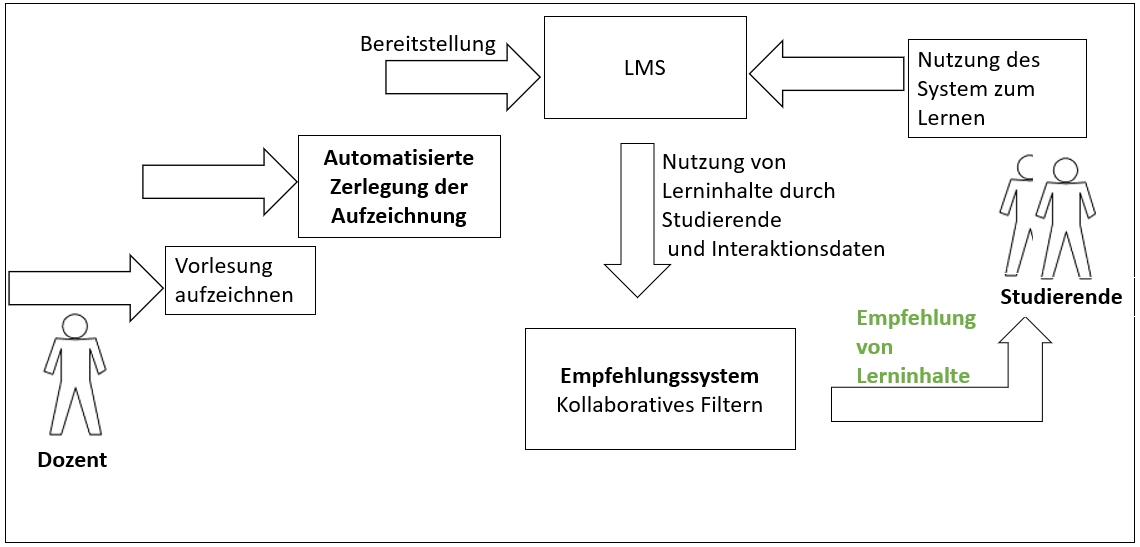 Bereitstellung
LMS
Nutzung des
System zum
Lernen
Automatisierte
Zerlegung der
Aufzeichnung
Nutzung von
Lerninhalte durch
Studierende
und Interaktionsdaten
Vorlesung
aufzeichnen
Studierende
Empfehlung
von
Lerninhalte
Empfehlungssystem
Kollaboratives Filtern
Dozent